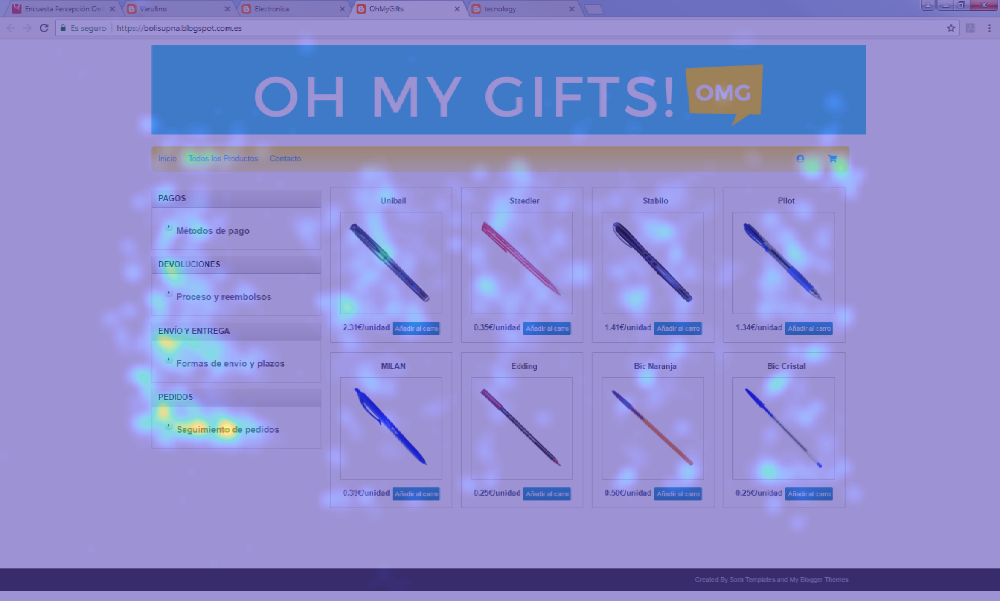 Encuesta Percepción Onl
Varufino
Electronica
OhMyGifts
tecnology
Es seguro https://bolisupna.blogspot.com.es
OH MY GIFTS! OMG
Inicio Todos los Productos Contacto
PAGOS
Métodos de pago
DEVOLUCIONES
Proceso y reembolsos
ENVÍO Y ENTREGA
Formas de envío y plazos
PEDIDOS
Seguimiento de pedidos
Uniball
2.31€/unidad Añadir al carro
Staedler
0.35€/unidad Añadir al carro
Stabilo
1.41€/unidad Añadir al carro
Pilot
1.34€/unidad Añadir al carro
MILAN
0.39€/unidad Añadir al carro
Edding
0.25€/unidad Añadir al carro
Bic Naranja
0.50€/unidad Añadir al carro
Bic Cristal
0.25€/unidad Añadir al carro
Created By Sora Templates and My Blogger Themes